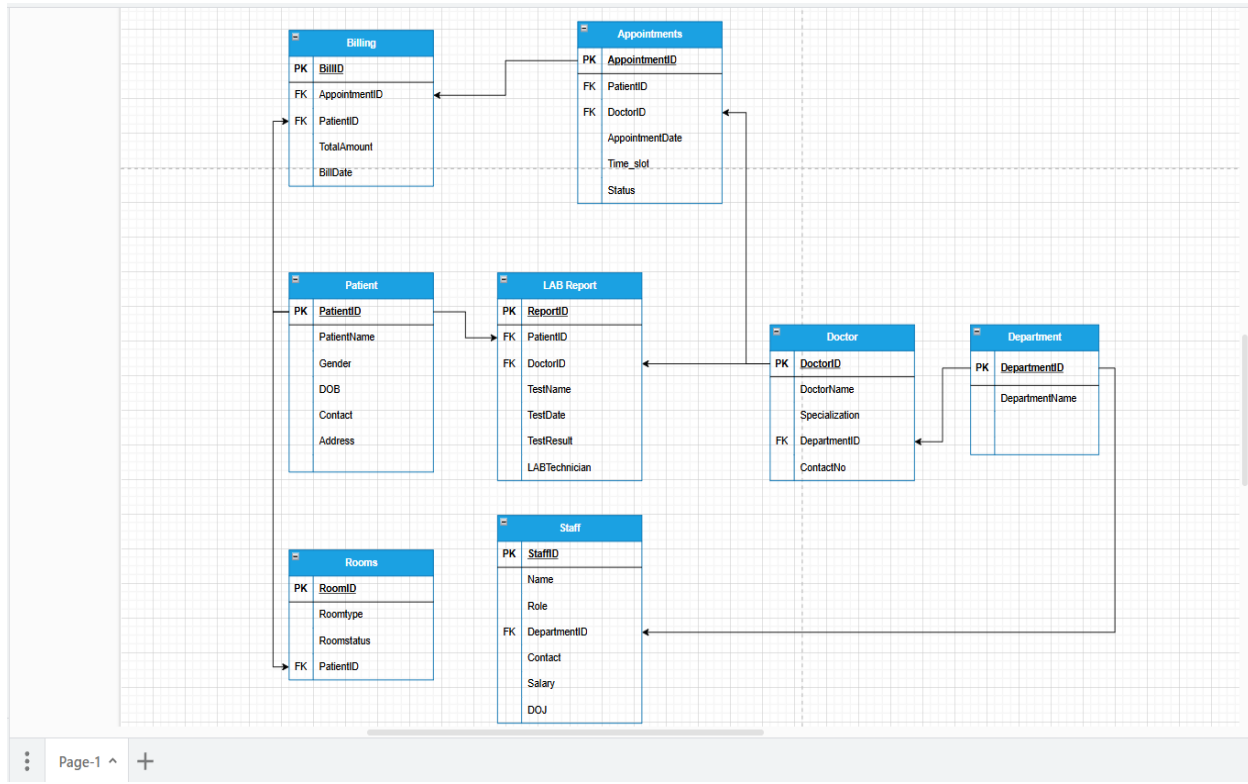 Billing
PK BillID
FK AppointmentID
FK PatientID
TotalAmount
BillDate
Appointments
PK AppointmentID
FK PatientID
FK DoctorID
AppointmentDate
Time_slot
Status
Patient
PK PatientID
PatientName
Gender
DOB
Contact
Address
LAB Report
PK ReportID
FK PatientID
FK DoctorID
TestName
TestDate
TestResult
LABTechnician
Doctor
PK DoctorID
DoctorName
Specialization
FK DepartmentID
ContactNo
Department
PK DepartmentID
DepartmentName
Rooms
PK RoomID
Roomtype
Roomstatus
FK PatientID
Staff
PK StaffID
Name
Role
FK DepartmentID
Contact
Salary
DOJ
Page-1